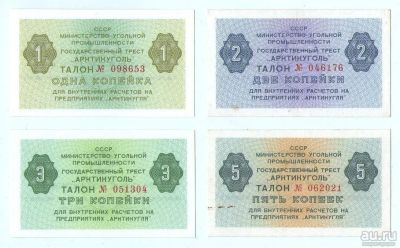 СССР
МИНИСТЕРСТВО УГОЛЬНОЙ
ПРОМЫШЛЕННОСТИ
ГОСУДАРСТВЕННЫЙ ТРЕСТ
1 "АРКТИКУГОЛЬ" 1
ТАЛОН № 098653
ОДНА КОПЕЙКА
ДЛЯ ВНУТРЕННИХ РАСЧЕТОВ НА
ПРЕДПРИЯТИЯХ „АРКТИКУГЛЯ"
СССР
МИНИСТЕРСТВО УГОЛЬНОЙ
ПРОМЫШЛЕННОСТИ
ГОСУДАРСТВЕННЫЙ ТРЕСТ
2 "АРКТИКУГОЛЬ" 2
ТАЛОН № 046176
ДВЕ КОПЕЙКИ
ДЛЯ ВНУТРЕННИХ РАСЧЕТОВ НА
ПРЕДПРИЯТИЯХ „АРКТИКУГЛЯ"
СССР
МИНИСТЕРСТВО УГОЛЬНОЙ
ПРОМЫШЛЕННОСТИ
ГОСУДАРСТВЕННЫЙ ТРЕСТ
3 "АРКТИКУГОЛЬ" 3
ТАЛОН № 051304
ТРИ КОПЕЙКИ
ДЛЯ ВНУТРЕННИХ РАСЧЕТОВ НА
ПРЕДПРИЯТИЯХ „АРКТИКУГЛЯ"
СССР
МИНИСТЕРСТВО УГОЛЬНОЙ
ПРОМЫШЛЕННОСТИ
ГОСУДАРСТВЕННЫЙ ТРЕСТ
5 "АРКТИКУГОЛЬ" 5
ТАЛОН № 062021
ПЯТЬ КОПЕЕК
ДЛЯ ВНУТРЕННИХ РАСЧЕТОВ НА
ПРЕДПРИЯТИЯХ „АРКТИКУГЛЯ"
au.ru